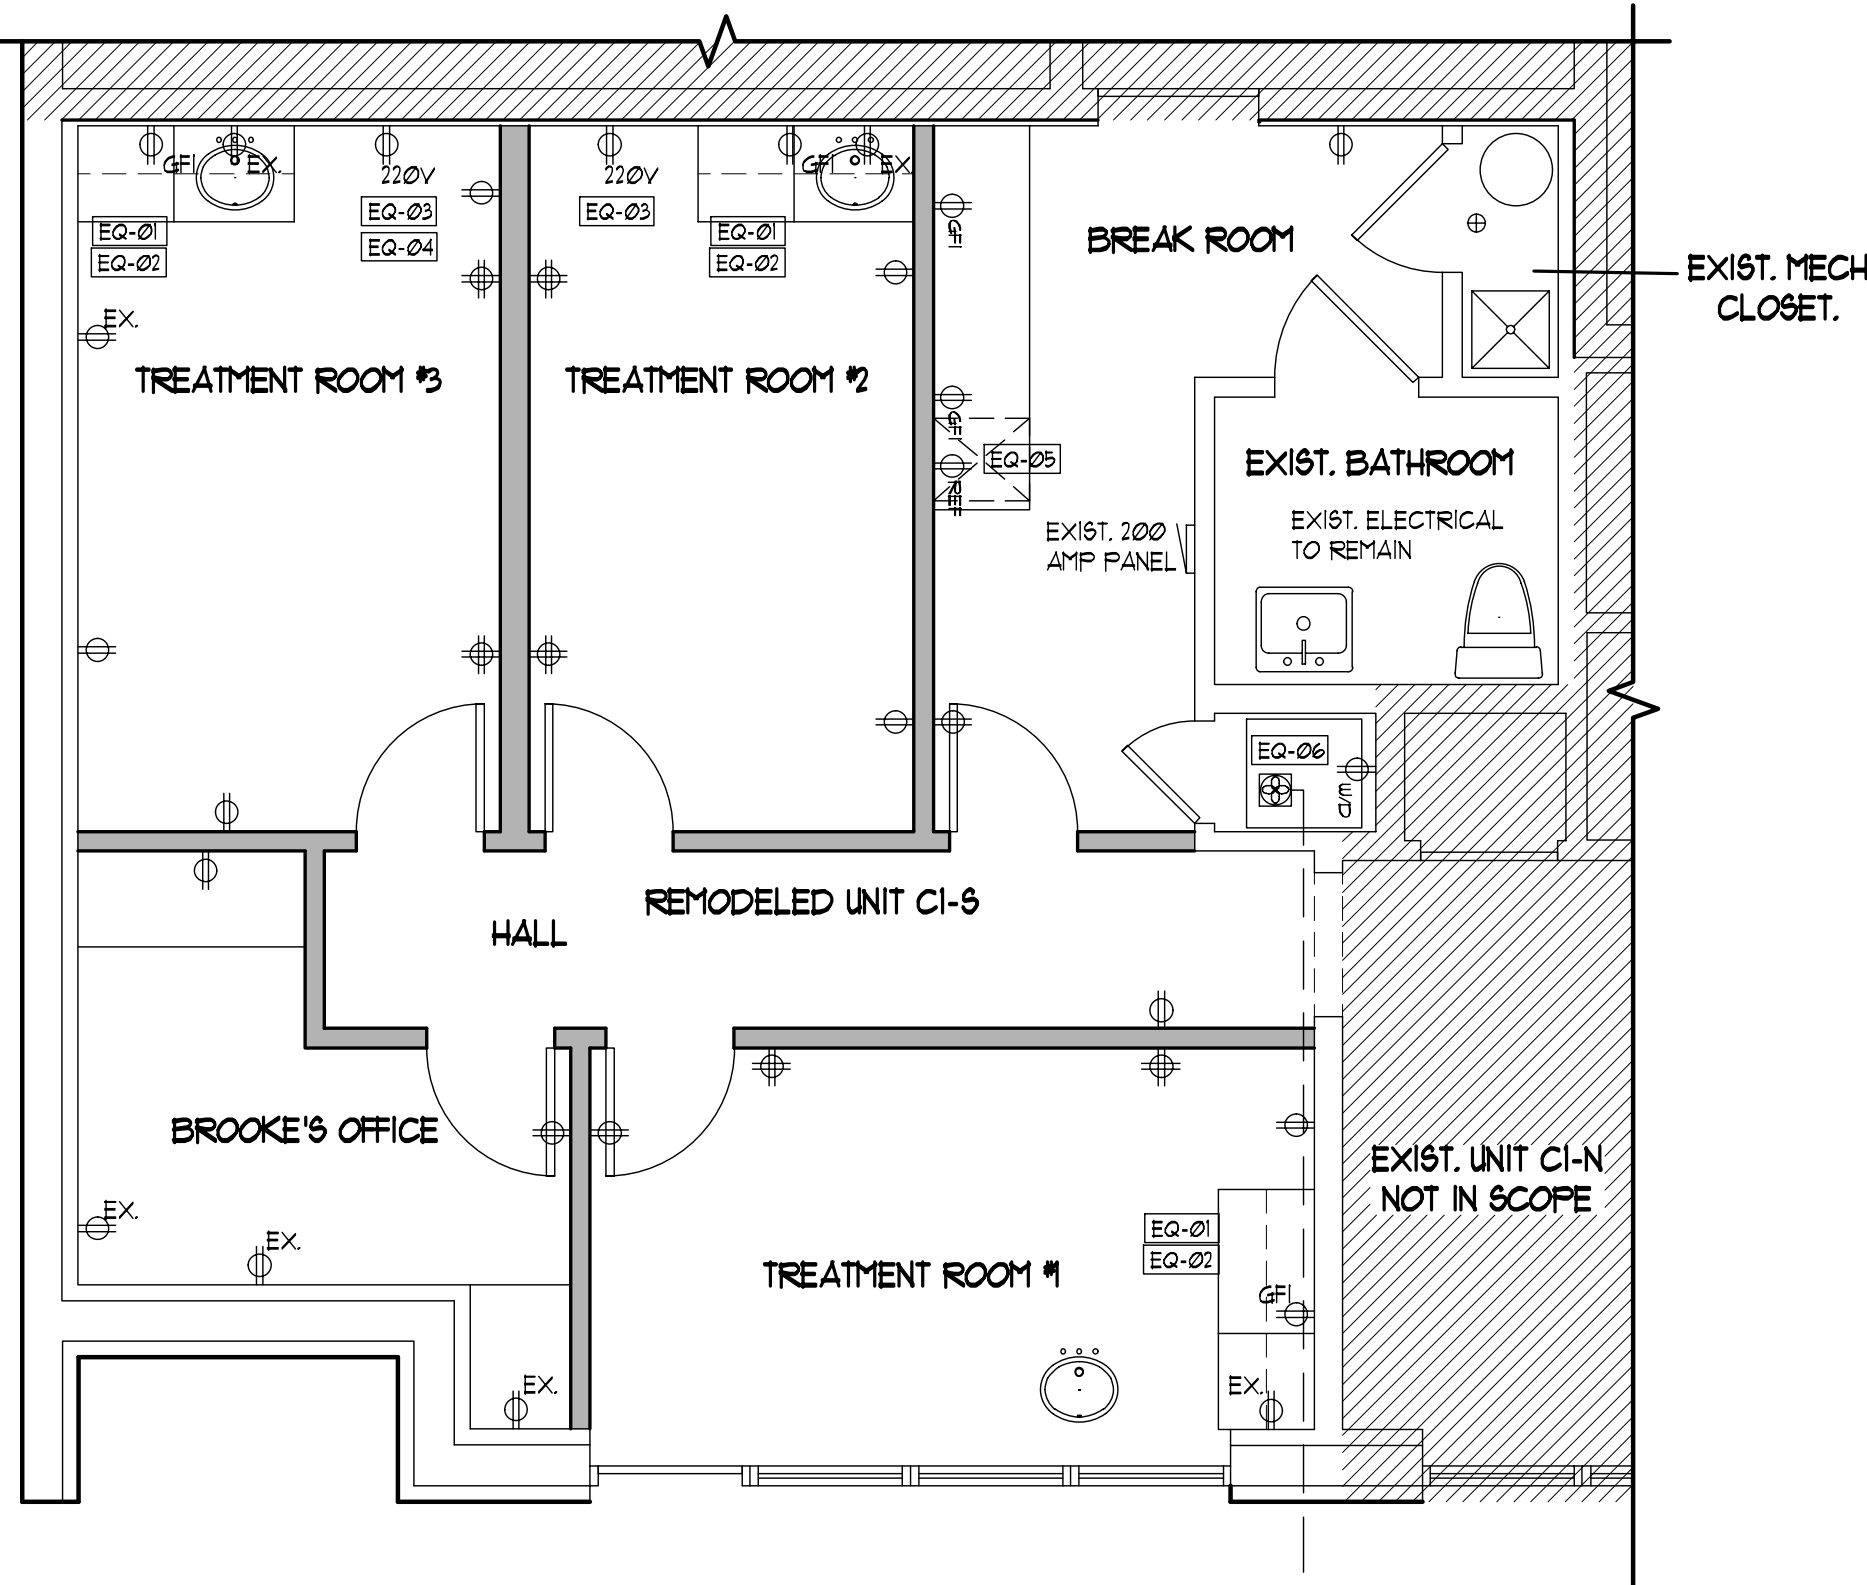 GFI
EX.
220V
EQ-03
EQ-04
EQ-01
EQ-02
EX.
TREATMENT ROOM #3
220V
EQ-03
GFI
EX.
EQ-01
EQ-02
TREATMENT ROOM #2
GFI
BREAK ROOM
EXIST. MECH
CLOSET.
GFI
EQ-05
REF
EXIST. 200
AMP PANEL
EXIST. BATHROOM
EXIST. ELECTRICAL
TO REMAIN
EQ-06
c/m
REMODELED UNIT C1-S
HALL
BROOKE'S OFFICE
EX.
EX.
EX.
TREATMENT ROOM #1
EQ-01
EQ-02
GFI
EX.
EXIST. UNIT C1-N
NOT IN SCOPE